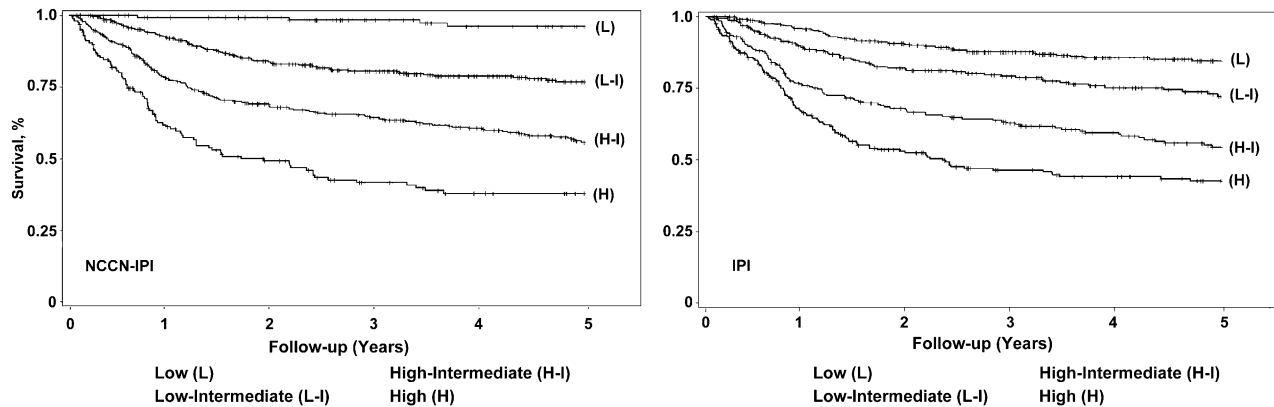 1.0
0.75
0.5
0.25
0
Survival, %
(L)
(L-I)
(H-I)
(H)
NCCN-IPI
0 1 2 3 4 5
Follow-up (Years)
Low (L) High-Intermediate (H-I)
Low-Intermediate (L-I) High (H)
1.0
0.75
0.5
0.25
0
(L)
(L-I)
(H-I)
(H)
IPI
0 1 2 3 4 5
Follow-up (Years)
Low (L) High-Intermediate (H-I)
Low-Intermediate (L-I) High (H)